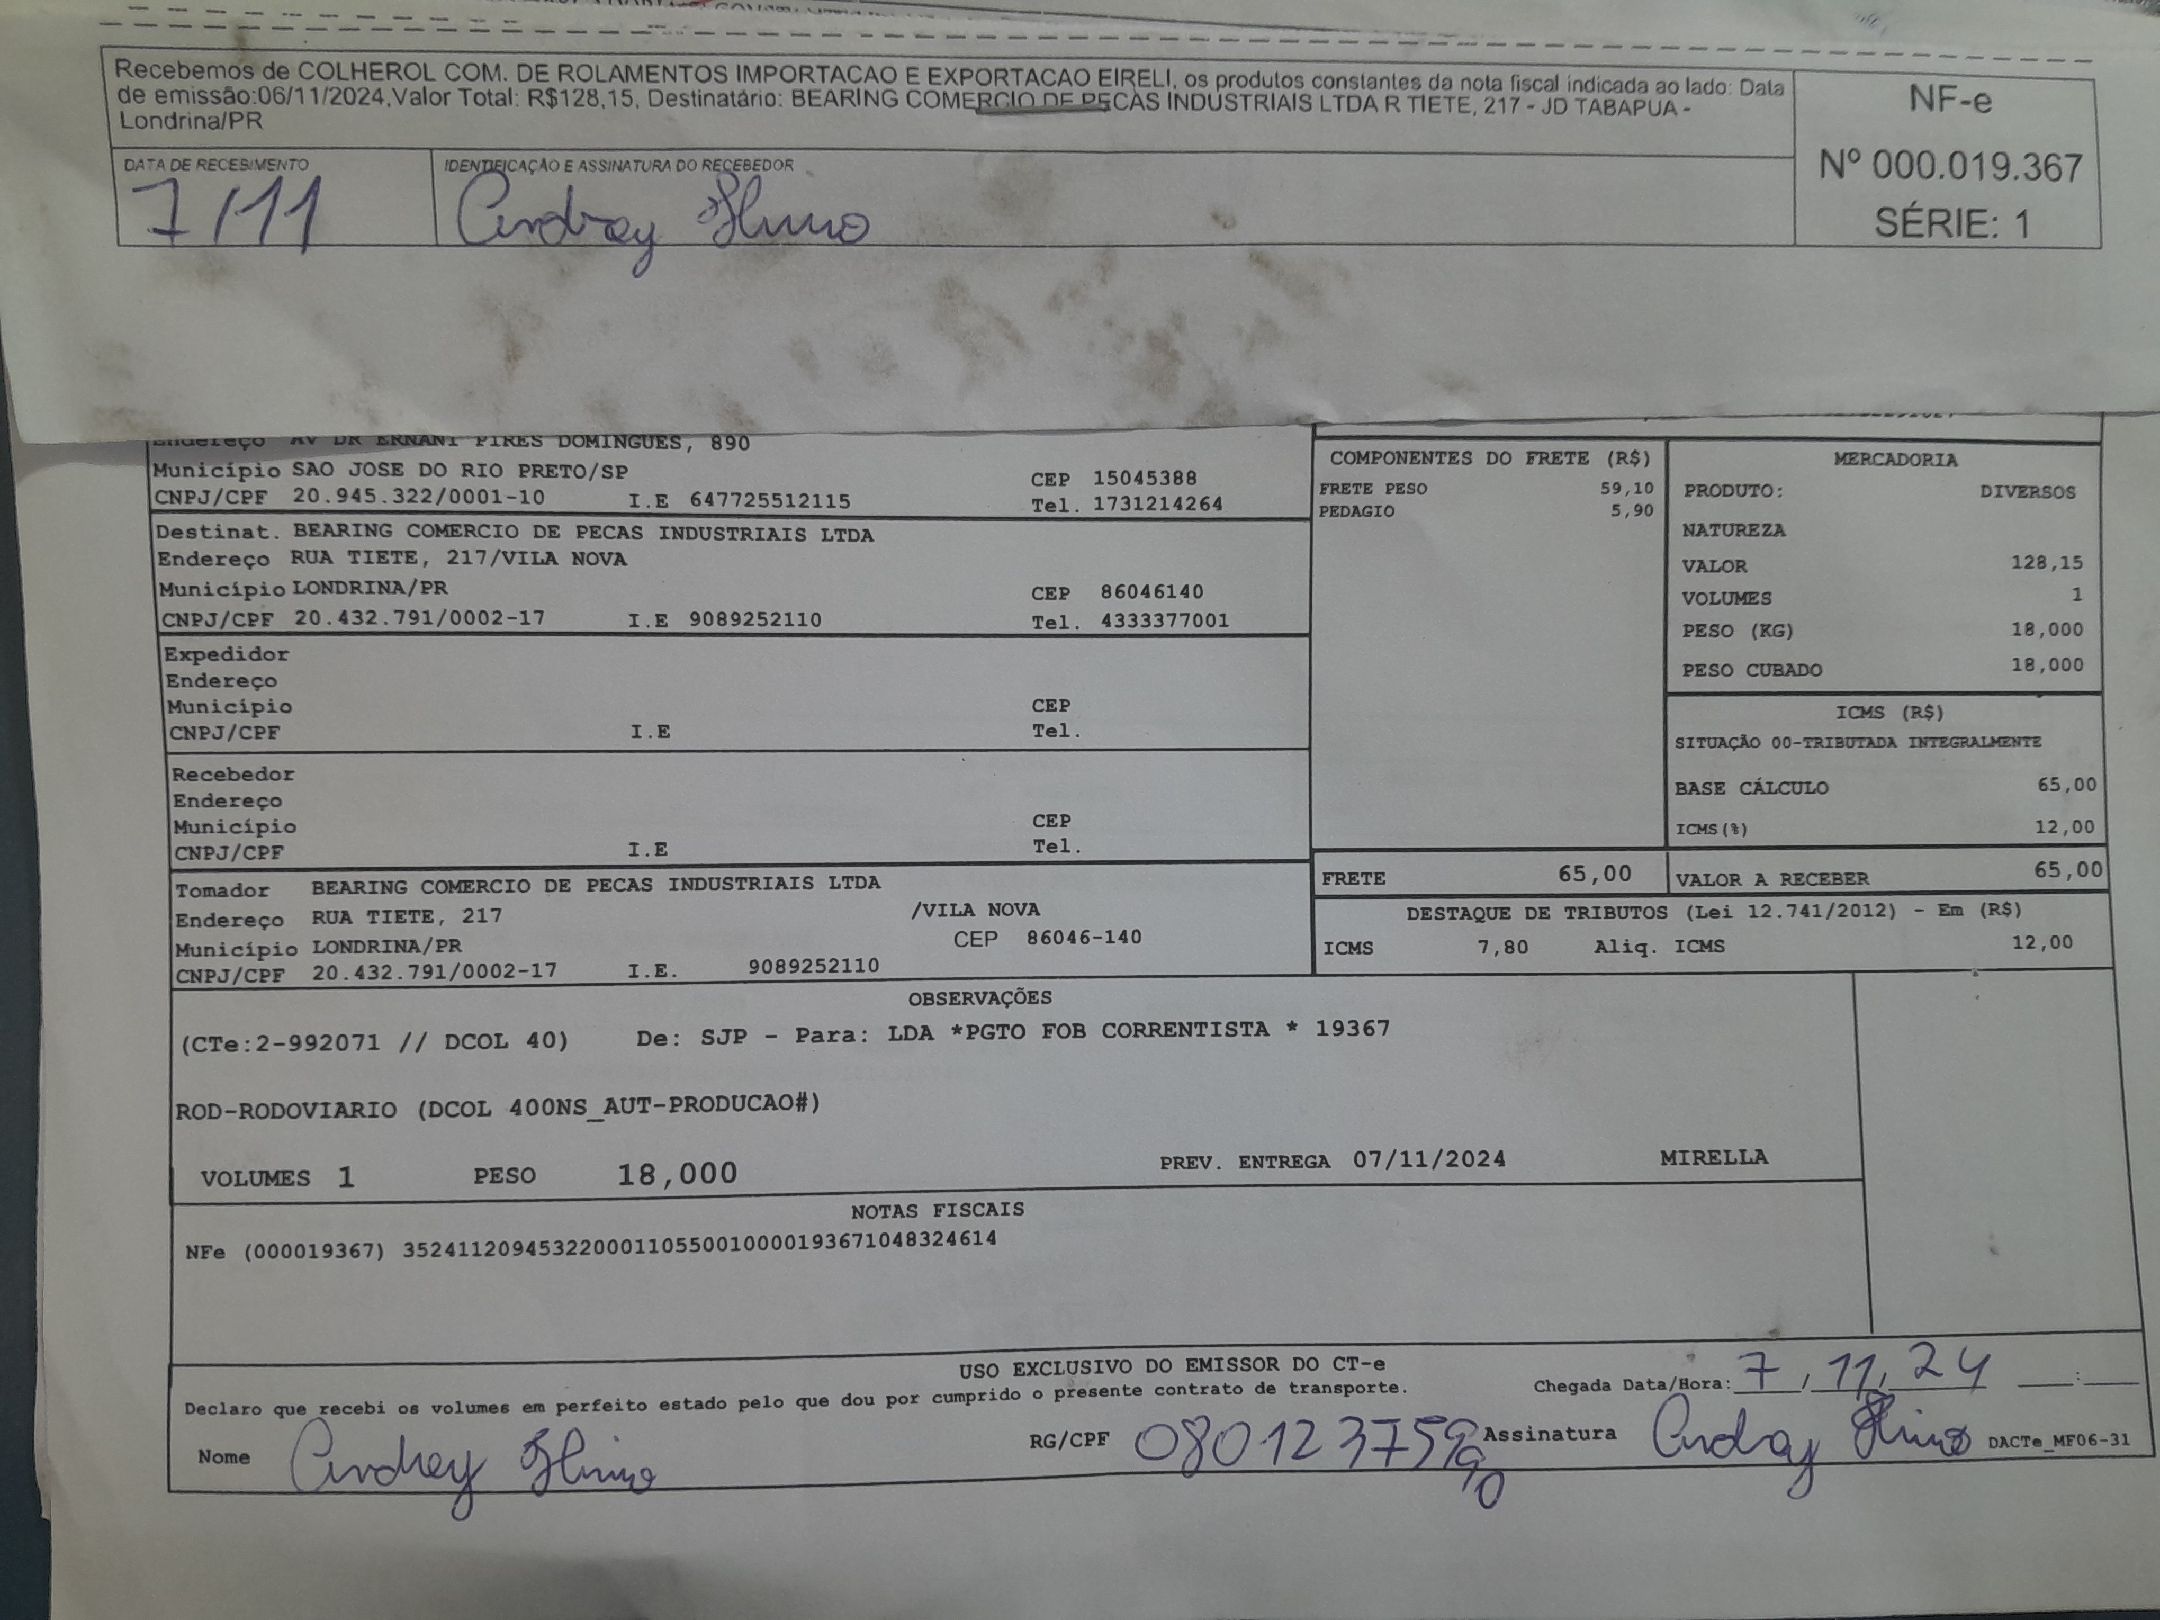 Recebemos de COLHEROL COM. DE ROLAMENTOS IMPORTACAO E EXPORTACAO EIRELI, os produtos constantes da nota fiscal indicada ao lado: Data
de emissão:06/11/2024,Valor Total: R$128,15, Destinatário: BEARING COMERCIO DE PECAS INDUSTRIAIS LTDA R TIETE, 217 - JD TABAPUA -
Londrina/PR
NF-e
Nº 000.019.367
SÉRIE: 1
DATA DE RECEBIMENTO
7/11
IDENTIFICAÇÃO E ASSINATURA DO RECEBEDOR
Endereço AV DR ERNANI PIRES DOMINGUES, 890
Município SAO JOSE DO RIO PRETO/SP CEP 15045388
CNPJ/CPF 20.945.322/0001-10 I.E 647725512115 Tel. 1731214264
Destinat. BEARING COMERCIO DE PECAS INDUSTRIAIS LTDA
Endereço RUA TIETE, 217/VILA NOVA
Município LONDRINA/PR CEP 86046140
CNPJ/CPF 20.432.791/0002-17 I.E 9089252110 Tel. 4333377001
Expedidor
Endereço
Município CEP
CNPJ/CPF I.E Tel.
Recebedor
Endereço
Município CEP
CNPJ/CPF I.E Tel.
Tomador BEARING COMERCIO DE PECAS INDUSTRIAIS LTDA
Endereço RUA TIETE, 217 /VILA NOVA
Município LONDRINA/PR CEP 86046-140
CNPJ/CPF 20.432.791/0002-17 I.E. 9089252110
COMPONENTES DO FRETE (R$)
FRETE PESO 59,10
PEDAGIO 5,90
MERCADORIA
PRODUTO: DIVERSOS
NATUREZA
VALOR 128,15
VOLUMES 1
PESO (KG) 18,000
PESO CUBADO 18,000
ICMS (R$)
SITUAÇÃO 00-TRIBUTADA INTEGRALMENTE
BASE CÁLCULO 65,00
ICMS(%) 12,00
FRETE 65,00 VALOR A RECEBER 65,00
DESTAQUE DE TRIBUTOS (Lei 12.741/2012) - Em (R$)
ICMS 7,80 Aliq. ICMS 12,00
OBSERVAÇÕES
(CTe:2-992071 // DCOL 40) De: SJP - Para: LDA *PGTO FOB CORRENTISTA * 19367
ROD-RODOVIARIO (DCOL 400NS_AUT-PRODUCAO#)
VOLUMES 1 PESO 18,000 PREV. ENTREGA 07/11/2024 MIRELLA
NOTAS FISCAIS
NFe (000019367) 35241120945322000110550010000193671048324614
USO EXCLUSIVO DO EMISSOR DO CT-e
Declaro que recebi os volumes em perfeito estado pelo que dou por cumprido o presente contrato de transporte.
Chegada Data/Hora: 7/11/24 __:__
Nome RG/CPF Assinatura DACTe_MF06-31